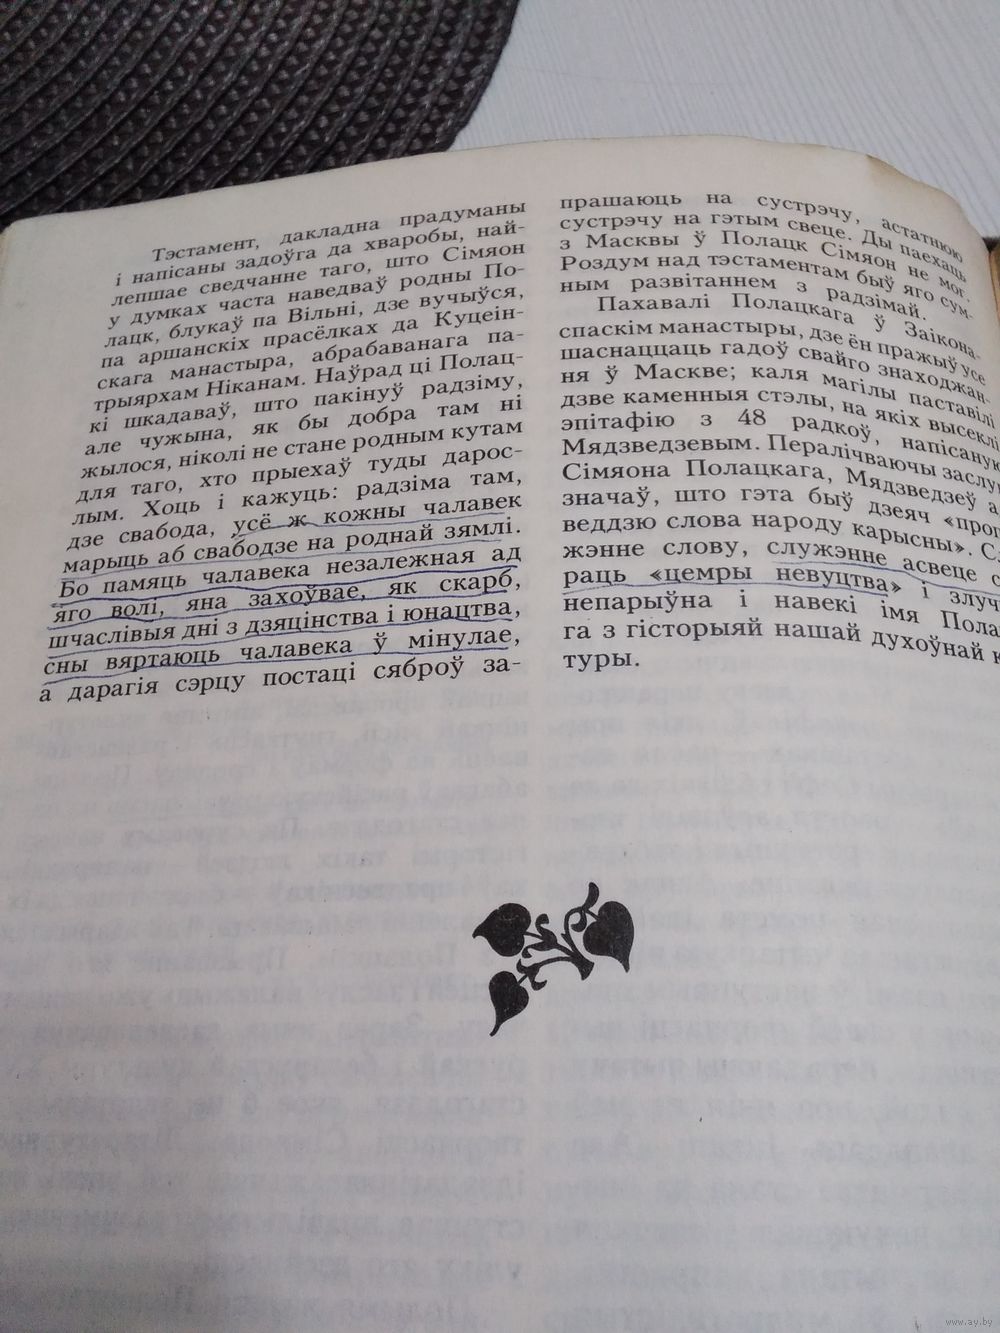 Тэстамент, дакладна прадуманы
і напісаны задоўга да хваробы, най-
лепшае сведчанне таго, што Сімяон
у думках часта наведваў родны По-
лацк, блукаў па Вільні, дзе вучыўся,
па аршанскіх прасёлках да Куцеін-
скага манастыра, абрабаванага па-
трыярхам Ніканам. Наўрад ці Полац-
кі шкадаваў, што пакінуў радзіму,
але чужына, як бы добра там ні
жылося, ніколі не стане родным кутам
для таго, хто прыехаў туды дарос-
лым. Хоць і кажуць: радзіма там,
дзе свабода, усё ж кожны чалавек
марыць аб свабодзе на роднай зямлі.
Бо памяць чалавека незалежная ад
яго волі, яна захоўвае, як скарб,
шчаслівыя дні з дзяцінства і юнацтва,
сны вяртаюць чалавека ў мінулае,
а дарагія сэрцу постаці сяброў за-
прашаюць на сустрэчу, астатнюю
сустрэчу на гэтым свеце. Ды паехаць
з Масквы ў Полацк Сімяон не мог.
Роздум над тэстаментам быў яго сум-
ным развітаннем з радзімай.
Пахавалі Полацкага ў Заікона-
спаскім манастыры, дзе ён пражыў усе
шаснаццаць гадоў свайго знаходжан-
ня ў Маскве; каля магілы паставілі
дзве каменныя стэлы, на якіх высеклі
эпітафію з 48 радкоў, напісаную
Мядзведзевым. Пералічваючы заслу
Сімяона Полацкага, Мядзведзеў а
значаў, што гэта быў дзеяч «прог
веддзю слова народу карысны». С
жэнне слову, служэнне асвеце с
раць «цемры невуцтва» і злуч
непарыўна і навекі імя Пола
га з гісторыяй нашай духоўнай к
туры.
www.ay.by